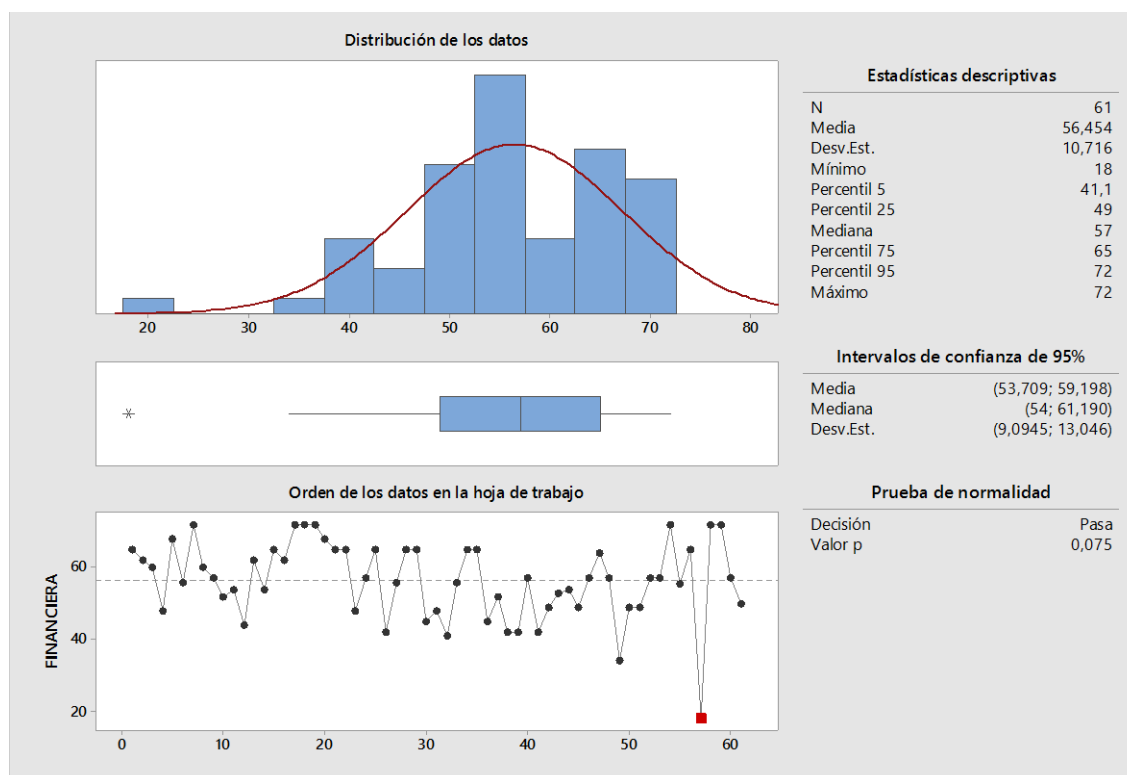 Distribución de los datos
20 30 40 50 60 70 80
Estadísticas descriptivas
N 61
Media 56,454
Desv.Est. 10,716
Mínimo 18
Percentil 5 41,1
Percentil 25 49
Mediana 57
Percentil 75 65
Percentil 95 72
Máximo 72
Intervalos de confianza de 95%
Media (53,709; 59,198)
Mediana (54; 61,190)
Desv.Est. (9,0945; 13,046)
Orden de los datos en la hoja de trabajo
FINANCIERA
60
40
20
0 10 20 30 40 50 60
Prueba de normalidad
Decisión Pasa
Valor p 0,075